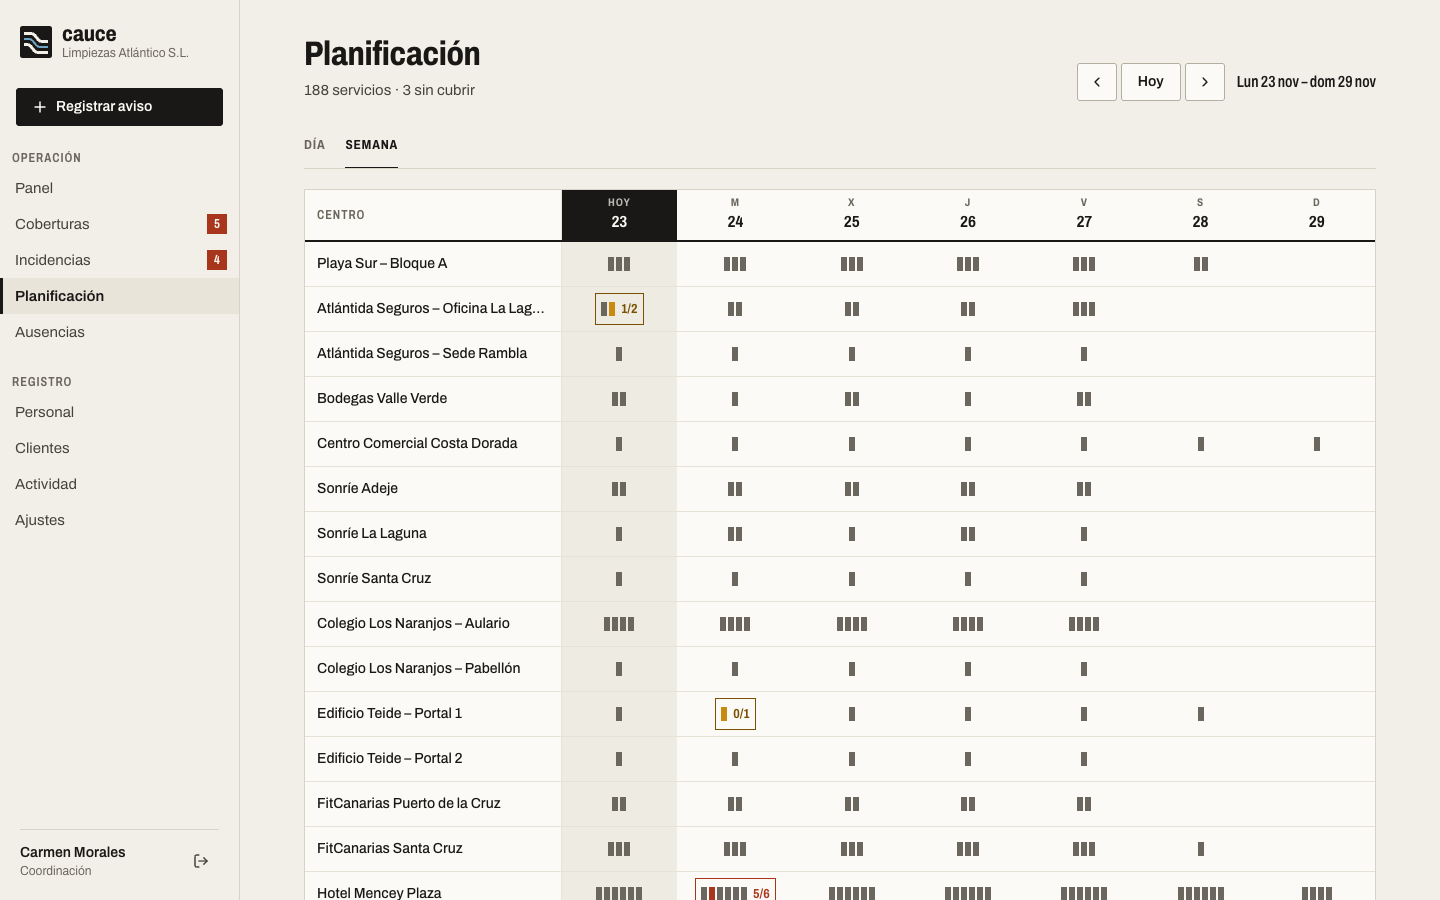 cauce
Limpiezas Atlántico S.L.
Registrar aviso
OPERACIÓN
Panel
Coberturas 5
Incidencias 4
Planificación
Ausencias
REGISTRO
Personal
Clientes
Actividad
Ajustes
Carmen Morales
Coordinación
Planificación
188 servicios · 3 sin cubrir
Hoy
Lun 23 nov – dom 29 nov
DÍA SEMANA
CENTRO
HOY M X J V S D
23 24 25 26 27 28 29
Playa Sur – Bloque A
Atlántida Seguros – Oficina La Lag… 1/2
Atlántida Seguros – Sede Rambla
Bodegas Valle Verde
Centro Comercial Costa Dorada
Sonríe Adeje
Sonríe La Laguna
Sonríe Santa Cruz
Colegio Los Naranjos – Aulario
Colegio Los Naranjos – Pabellón
Edificio Teide – Portal 1 0/1
Edificio Teide – Portal 2
FitCanarias Puerto de la Cruz
FitCanarias Santa Cruz
Hotel Mencey Plaza 5/6